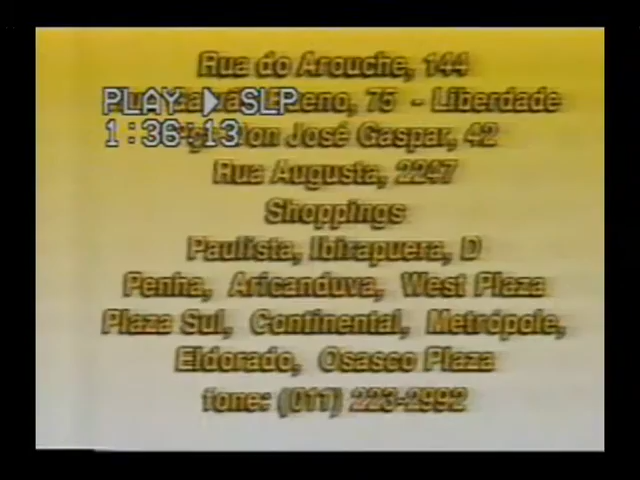 Rua do Arouche, 144
PLAY ► SLP
75 - Liberdade
1:36:13
José Gaspar, 42
Rua Augusta, 2247
Shoppings
Paulista, Ibirapuera, D
Penha, Aricanduva, West Plaza
Plaza Sul, Continental, Metrópole,
Eldorado, Osasco Plaza
fone: (011) 223-2992